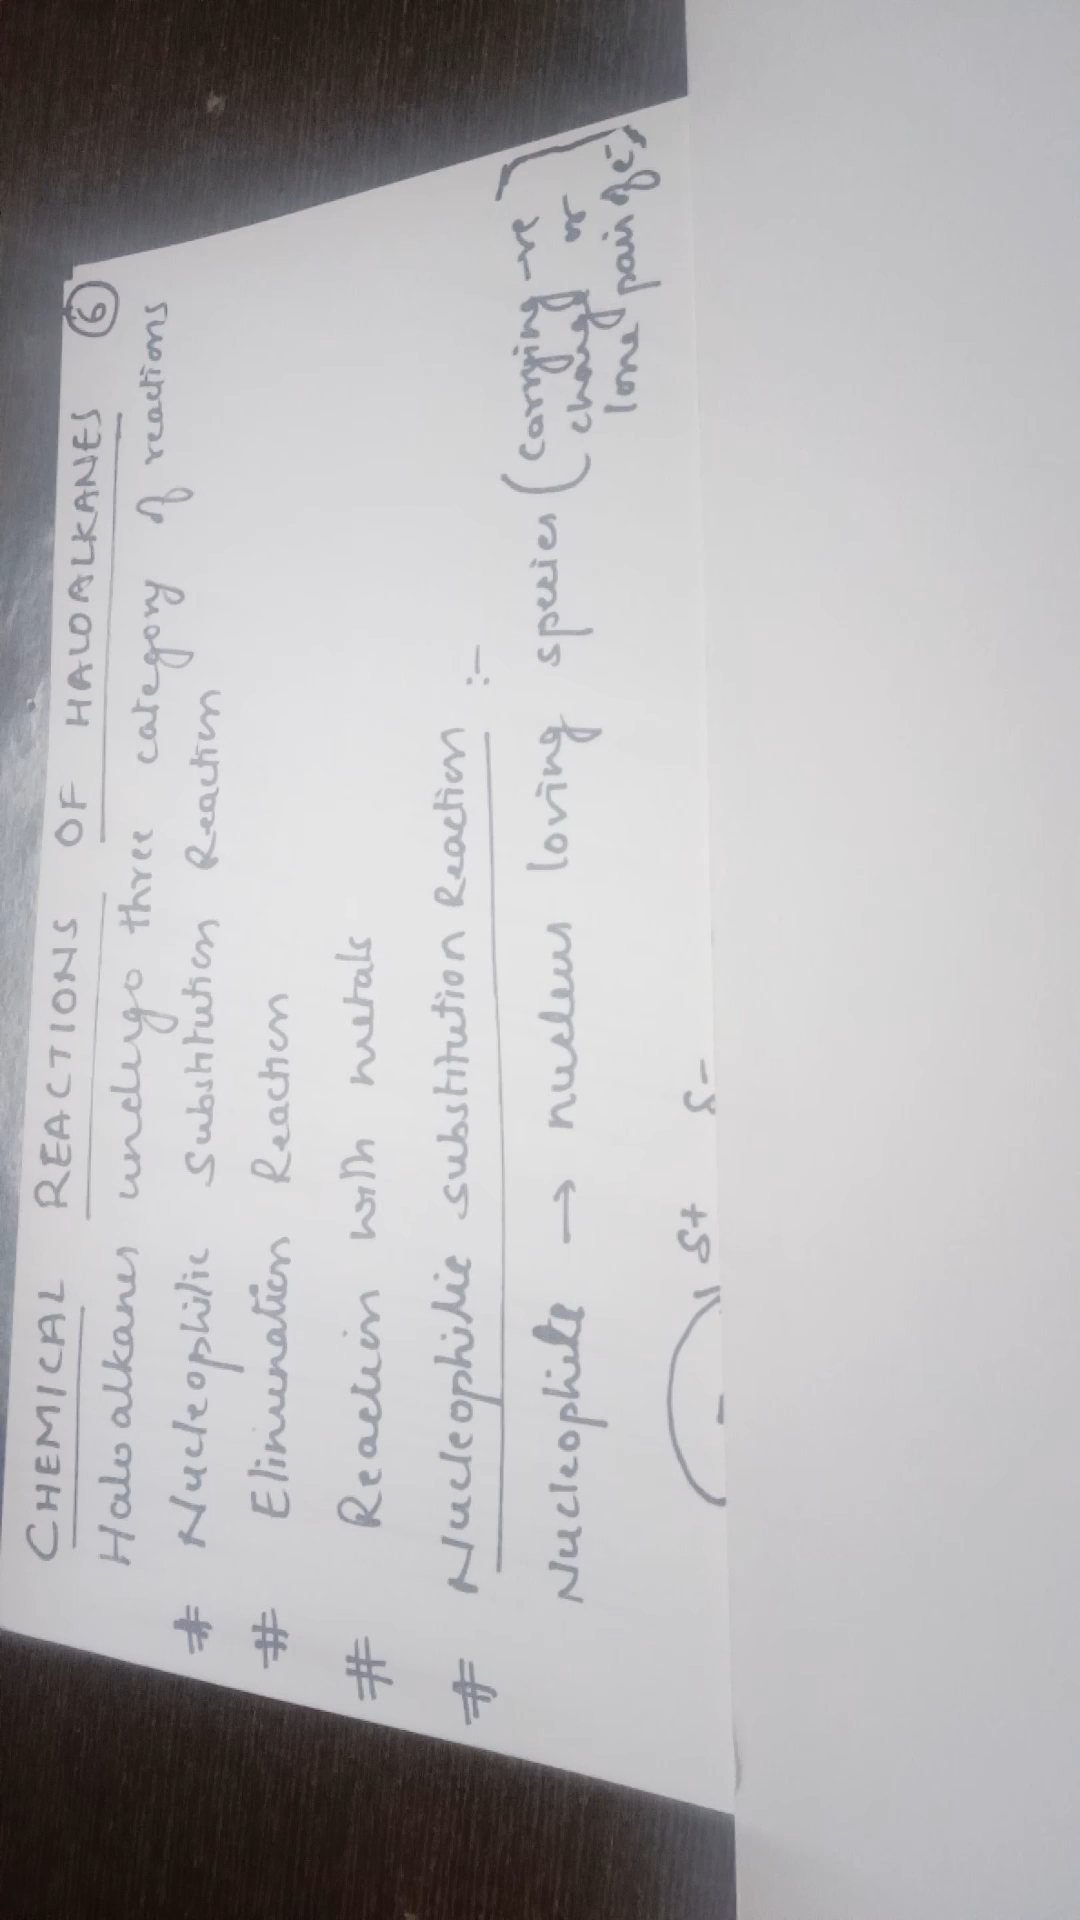 CHEMICAL REACTIONS OF HALOALKANES 6
Haloalkanes undergo three category of reactions
# Nucleophilic Substitution Reaction
# Elimination Reaction
# Reaction with metals
# Nucleophilic substitution Reaction :-
Nucleophile → nucleus loving species (carrying -ve
charge or
lone pair of e-)
δ+ δ-